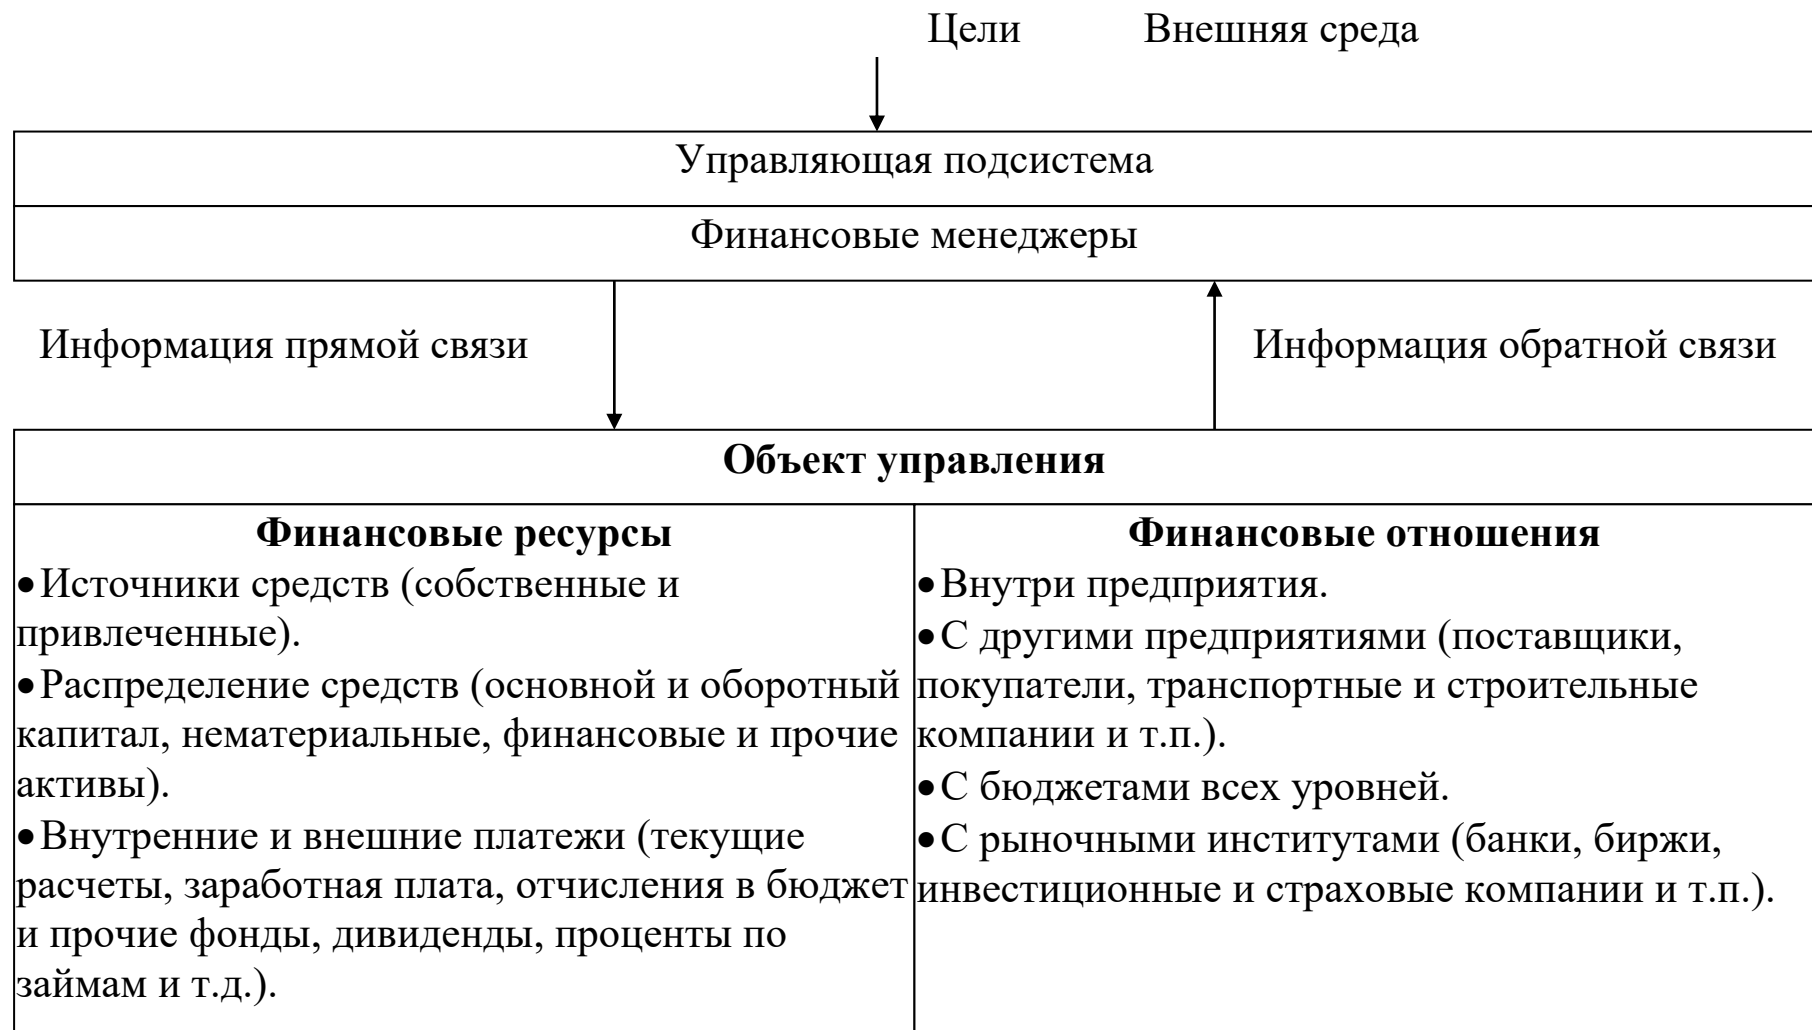 Цели Внешняя среда
Управляющая подсистема
Финансовые менеджеры
Информация прямой связи
Информация обратной связи
Объект управления
Финансовые ресурсы
•Источники средств (собственные и
привлеченные).
•Распределение средств (основной и оборотный
капитал, нематериальные, финансовые и прочие
активы).
•Внутренние и внешние платежи (текущие
расчеты, заработная плата, отчисления в бюджет
и прочие фонды, дивиденды, проценты по
займам и т.д.).
Финансовые отношения
•Внутри предприятия.
•С другими предприятиями (поставщики,
покупатели, транспортные и строительные
компании и т.п.).
•С бюджетами всех уровней.
•С рыночными институтами (банки, биржи,
инвестиционные и страховые компании и т.п.).